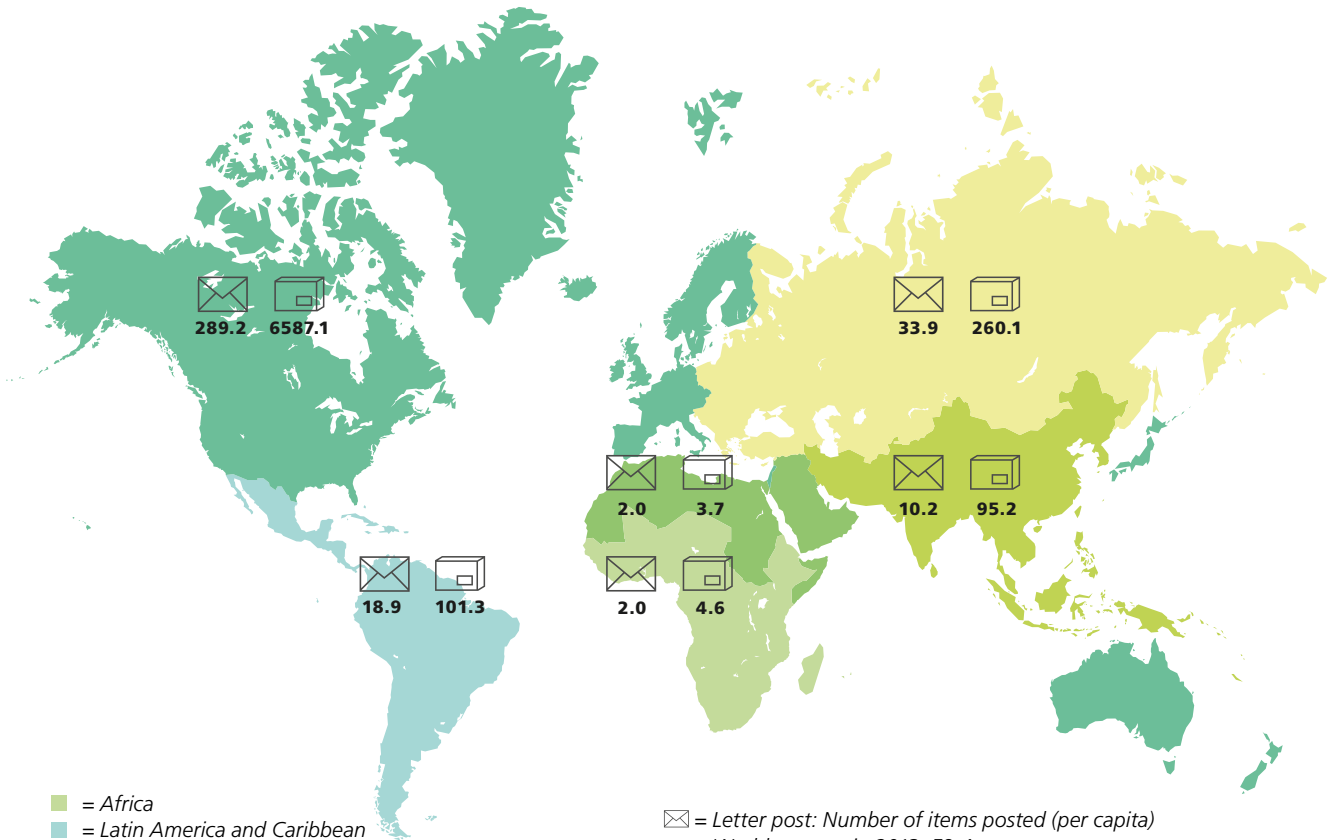 289.2 6587.1
33.9 260.1
2.0 3.7
10.2 95.2
18.9 101.3
2.0 4.6
= Africa
= Latin America and Caribbean
= Letter post: Number of items posted (per capita)